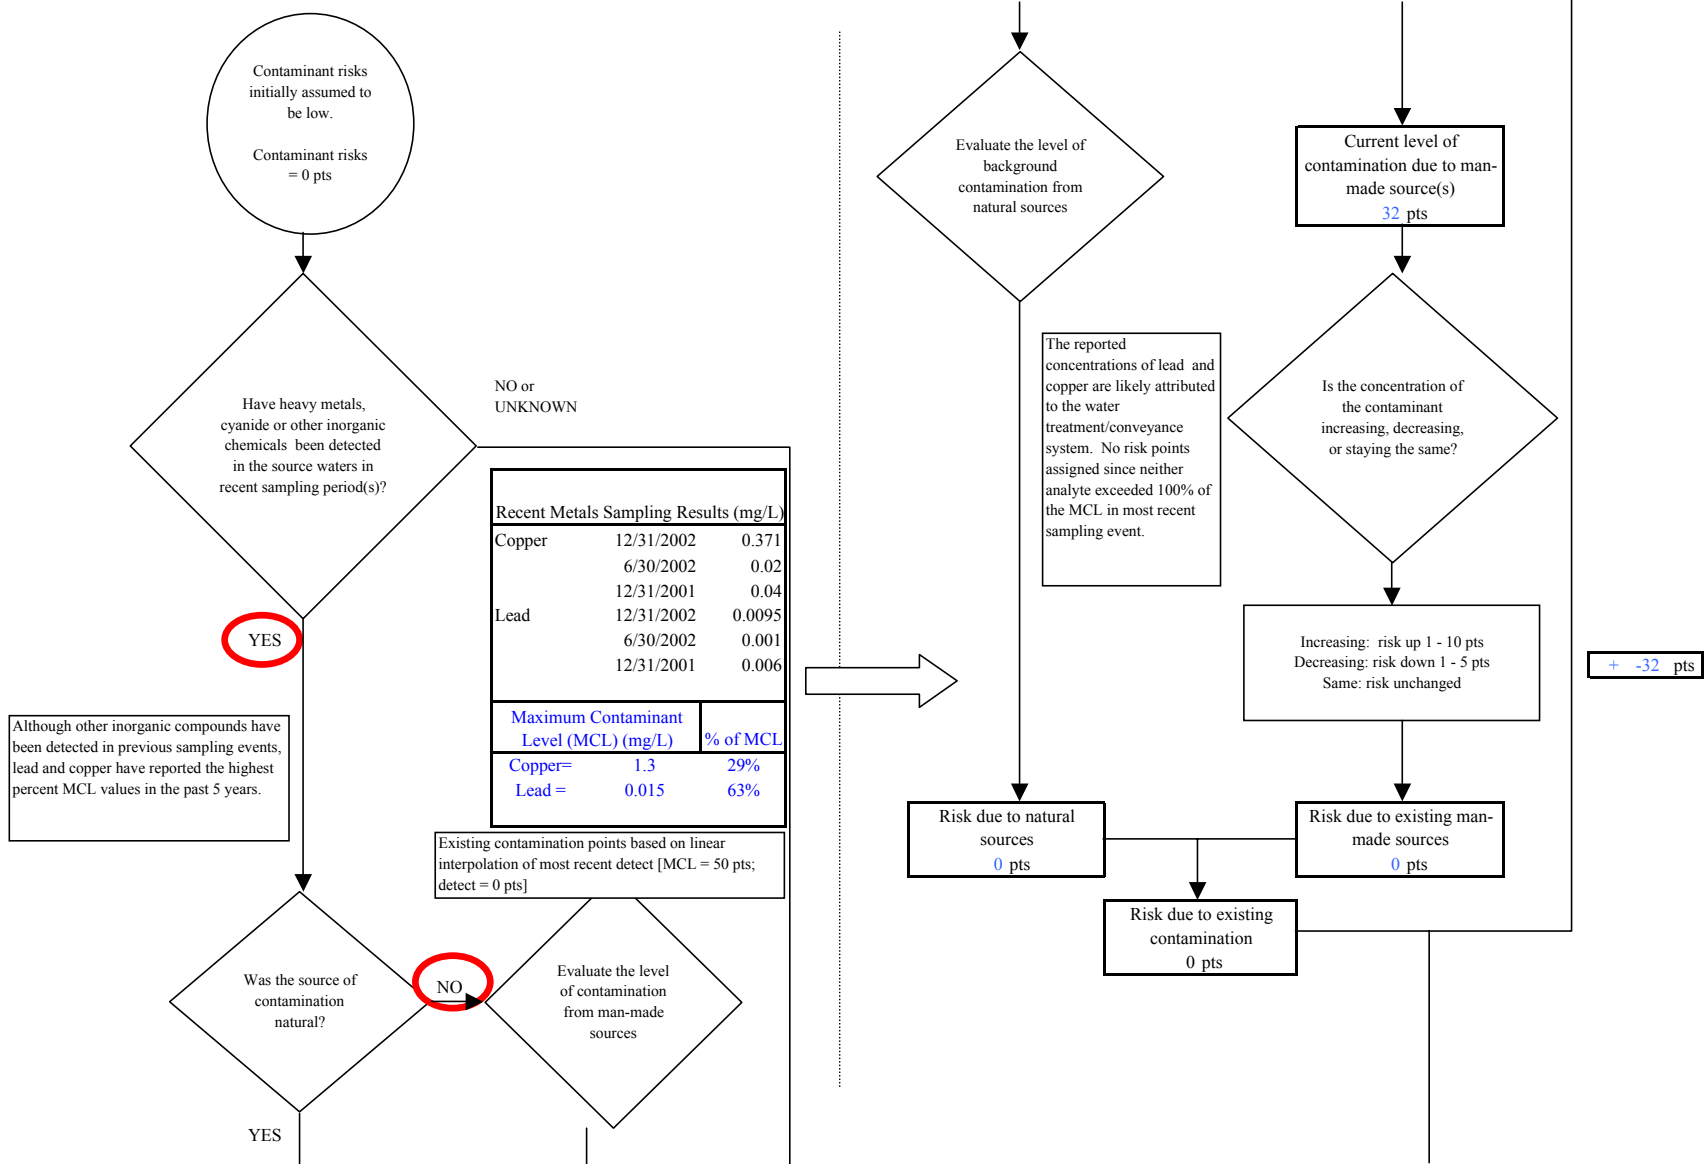 Contaminant risks
initially assumed to
be low.
Contaminant risks
= 0 pts
Have heavy metals,
cyanide or other inorganic
chemicals been detected
in the source waters in
recent sampling period(s)?
NO or
UNKNOWN
YES
Recent Metals Sampling Results (mg/L)
Copper 12/31/2002 0.371
6/30/2002 0.02
12/31/2001 0.04
Lead 12/31/2002 0.0095
6/30/2002 0.001
12/31/2001 0.006
Maximum Contaminant
Level (MCL) (mg/L) % of MCL
Copper= 1.3 29%
Lead = 0.015 63%
Although other inorganic compounds have
been detected in previous sampling events,
lead and copper have reported the highest
percent MCL values in the past 5 years.
Existing contamination points based on linear
interpolation of most recent detect [MCL = 50 pts;
detect = 0 pts]
Was the source of
contamination
natural?
NO
Evaluate the level
of contamination
from man-made
sources
YES
Evaluate the level of
background
contamination from
natural sources
Current level of
contamination due to man-
made source(s)
32 pts
The reported
concentrations of lead and
copper are likely attributed
to the water
treatment/conveyance
system. No risk points
assigned since neither
analyte exceeded 100% of
the MCL in most recent
sampling event.
Is the concentration of
the contaminant
increasing, decreasing,
or staying the same?
Increasing: risk up 1 - 10 pts
Decreasing: risk down 1 - 5 pts
Same: risk unchanged
+ -32 pts
Risk due to natural
sources
0 pts
Risk due to existing man-
made sources
0 pts
Risk due to existing
contamination
0 pts